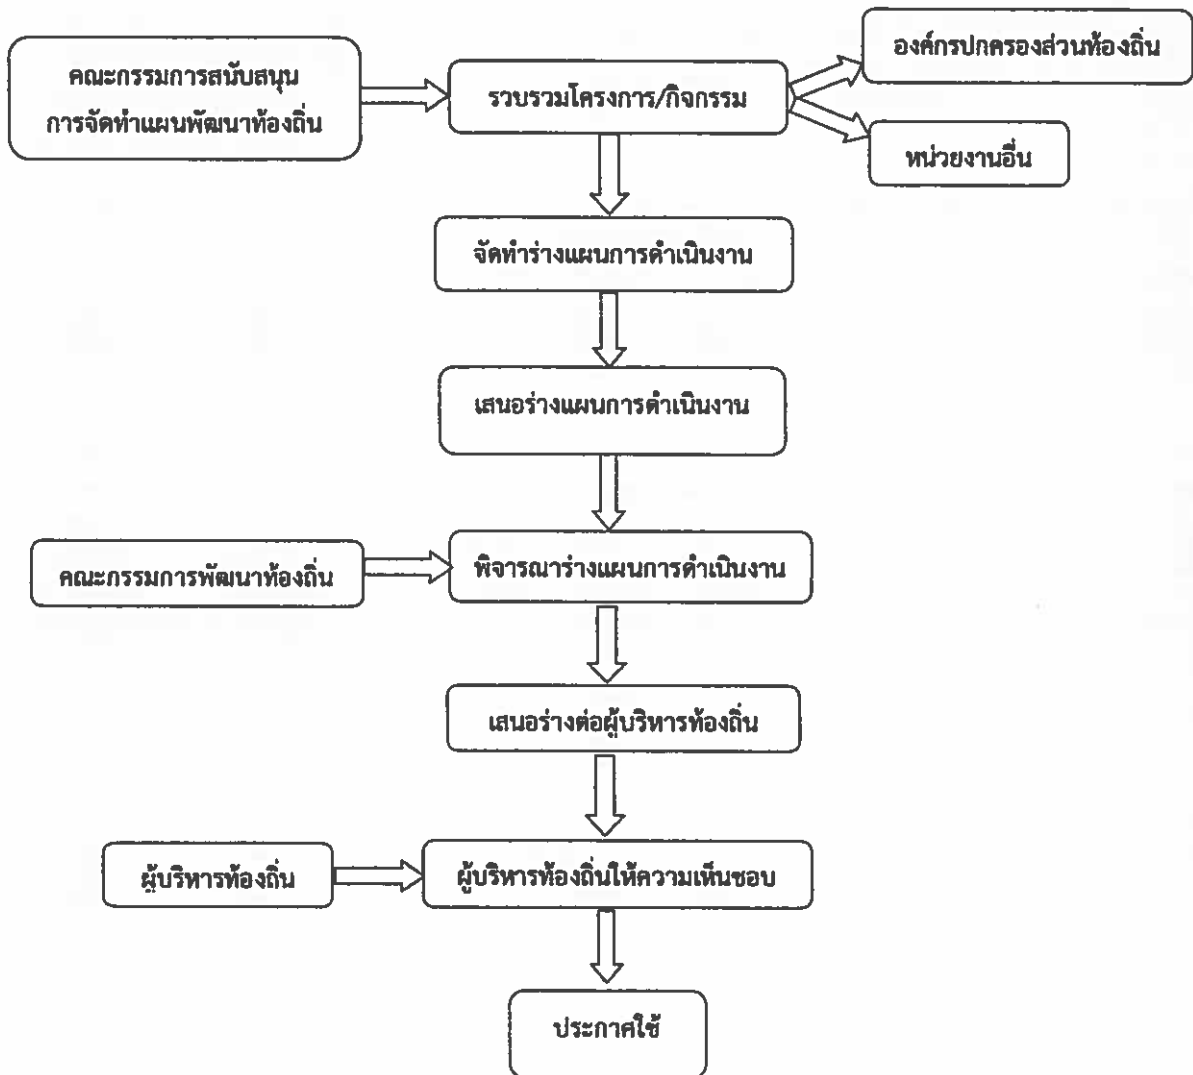 คณะกรรมการสนับสนุน
การจัดทำแผนพัฒนาท้องถิ่น
รวบรวมโครงการ/กิจกรรม
องค์กรปกครองส่วนท้องถิ่น
หน่วยงานอื่น
จัดทำร่างแผนการดำเนินงาน
เสนอร่างแผนการดำเนินงาน
คณะกรรมการพัฒนาท้องถิ่น
พิจารณาร่างแผนการดำเนินงาน
เสนอร่างต่อผู้บริหารท้องถิ่น
ผู้บริหารท้องถิ่น
ผู้บริหารท้องถิ่นให้ความเห็นชอบ
ประกาศใช้